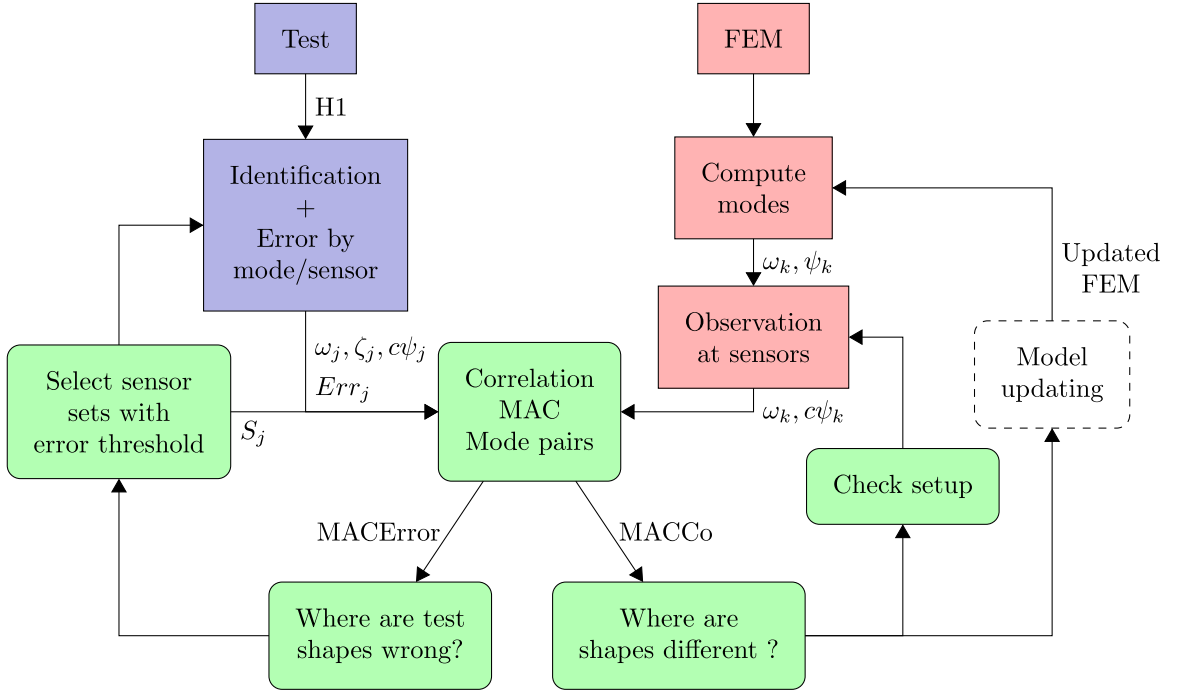 Test
FEM
H1
Identification
+
Error by
mode/sensor
Compute
modes
ωₖ, ψₖ
Updated
FEM
Observation
at sensors
Model
updating
ωⱼ, ζⱼ, cψⱼ
Errⱼ
Select sensor
sets with
error threshold
Sⱼ
Correlation
MAC
Mode pairs
ωₖ, cψₖ
Check setup
MACError
MACCo
Where are test
shapes wrong?
Where are
shapes different ?